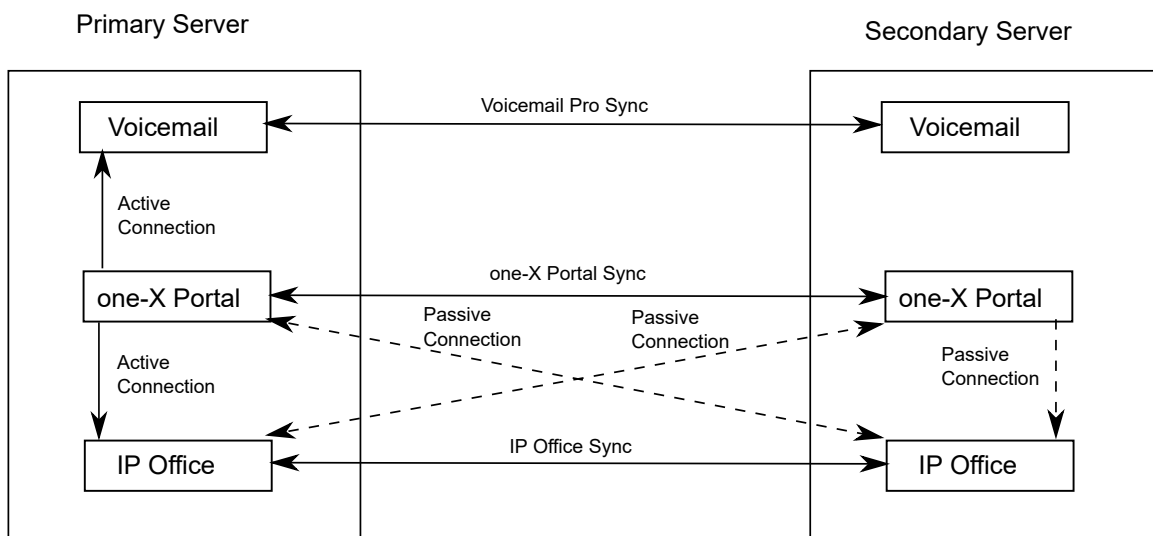 Primary Server
Secondary Server
Voicemail Pro Sync
Voicemail
Voicemail
Active
Connection
one-X Portal Sync
one-X Portal
one-X Portal
Passive
Connection
Passive
Connection
Active
Connection
Passive
Connection
IP Office Sync
IP Office
IP Office